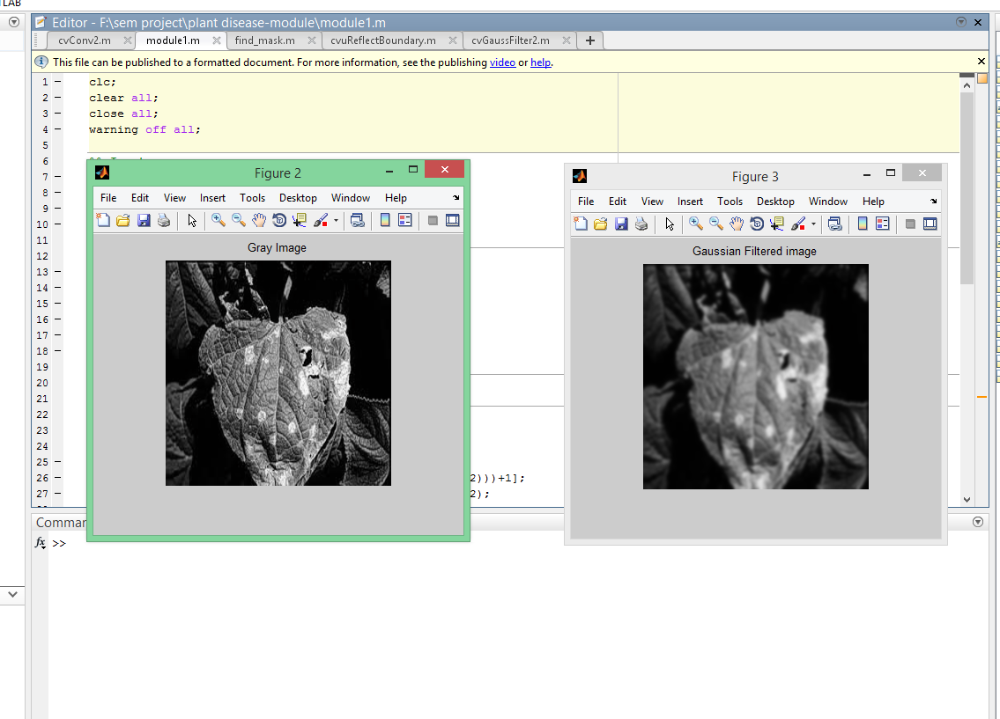 LAB
Editor - F:\sem project\plant disease-module\module1.m
cvConv2.m module1.m find_mask.m cvuReflectBoundary.m cvGaussFilter2.m
This file can be published to a formatted document. For more information, see the publishing video or help.
1 clc;
2 clear all;
3 close all;
4 warning off all;
5
6
7
8
9
10
11
12
13
14
15
16
17
18
19
20
21
22
23
24
25
26 2)))+1];
27 2);
Figure 2
File Edit View Insert Tools Desktop Window Help
Gray Image
Figure 3
File Edit View Insert Tools Desktop Window Help
Gaussian Filtered image
Comman
fx >>